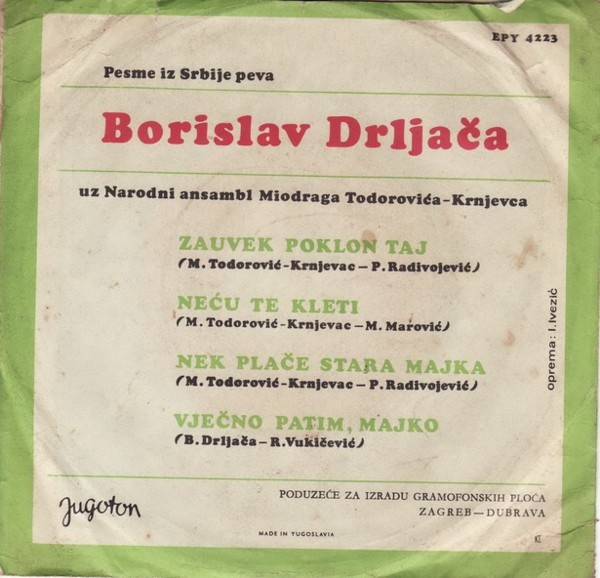 EPY 4223
Pesme iz Srbije peva
Borislav Drljača
uz Narodni ansambl Miodraga Todorovića-Krnjevca
ZAUVEK POKLON TAJ
(M. Todorović-Krnjevac — P. Radivojević)
NEĆU TE KLETI
(M. Todorović-Krnjevac — M. Marović)
NEK PLAČE STARA MAJKA
(M. Todorović-Krnjevac — P. Radivojević)
VJEČNO PATIM, MAJKO
(B. Drljača — R. Vukičević)
oprema: I. Ivezić
Jugoton
PODUZEĆE ZA IZRADU GRAMOFONSKIH PLOČA
ZAGREB — DUBRAVA
MADE IN YUGOSLAVIA